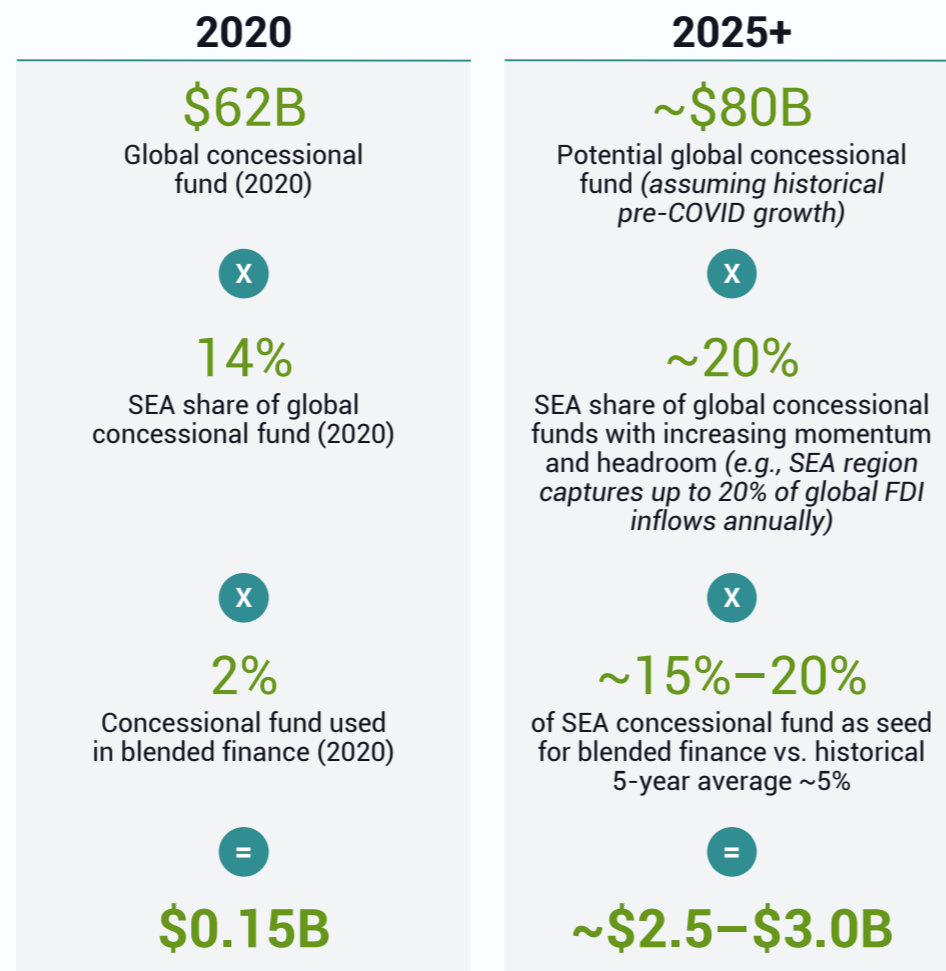 2020
$62B
Global concessional
fund (2020)
X
14%
SEA share of global
concessional fund (2020)
X
2%
Concessional fund used
in blended finance (2020)
=
$0.15B
2025+
~$80B
Potential global concessional
fund (assuming historical
pre-COVID growth)
X
~20%
SEA share of global concessional
funds with increasing momentum
and headroom (e.g., SEA region
captures up to 20% of global FDI
inflows annually)
X
~15%–20%
of SEA concessional fund as seed
for blended finance vs. historical
5-year average ~5%
=
~$2.5–$3.0B